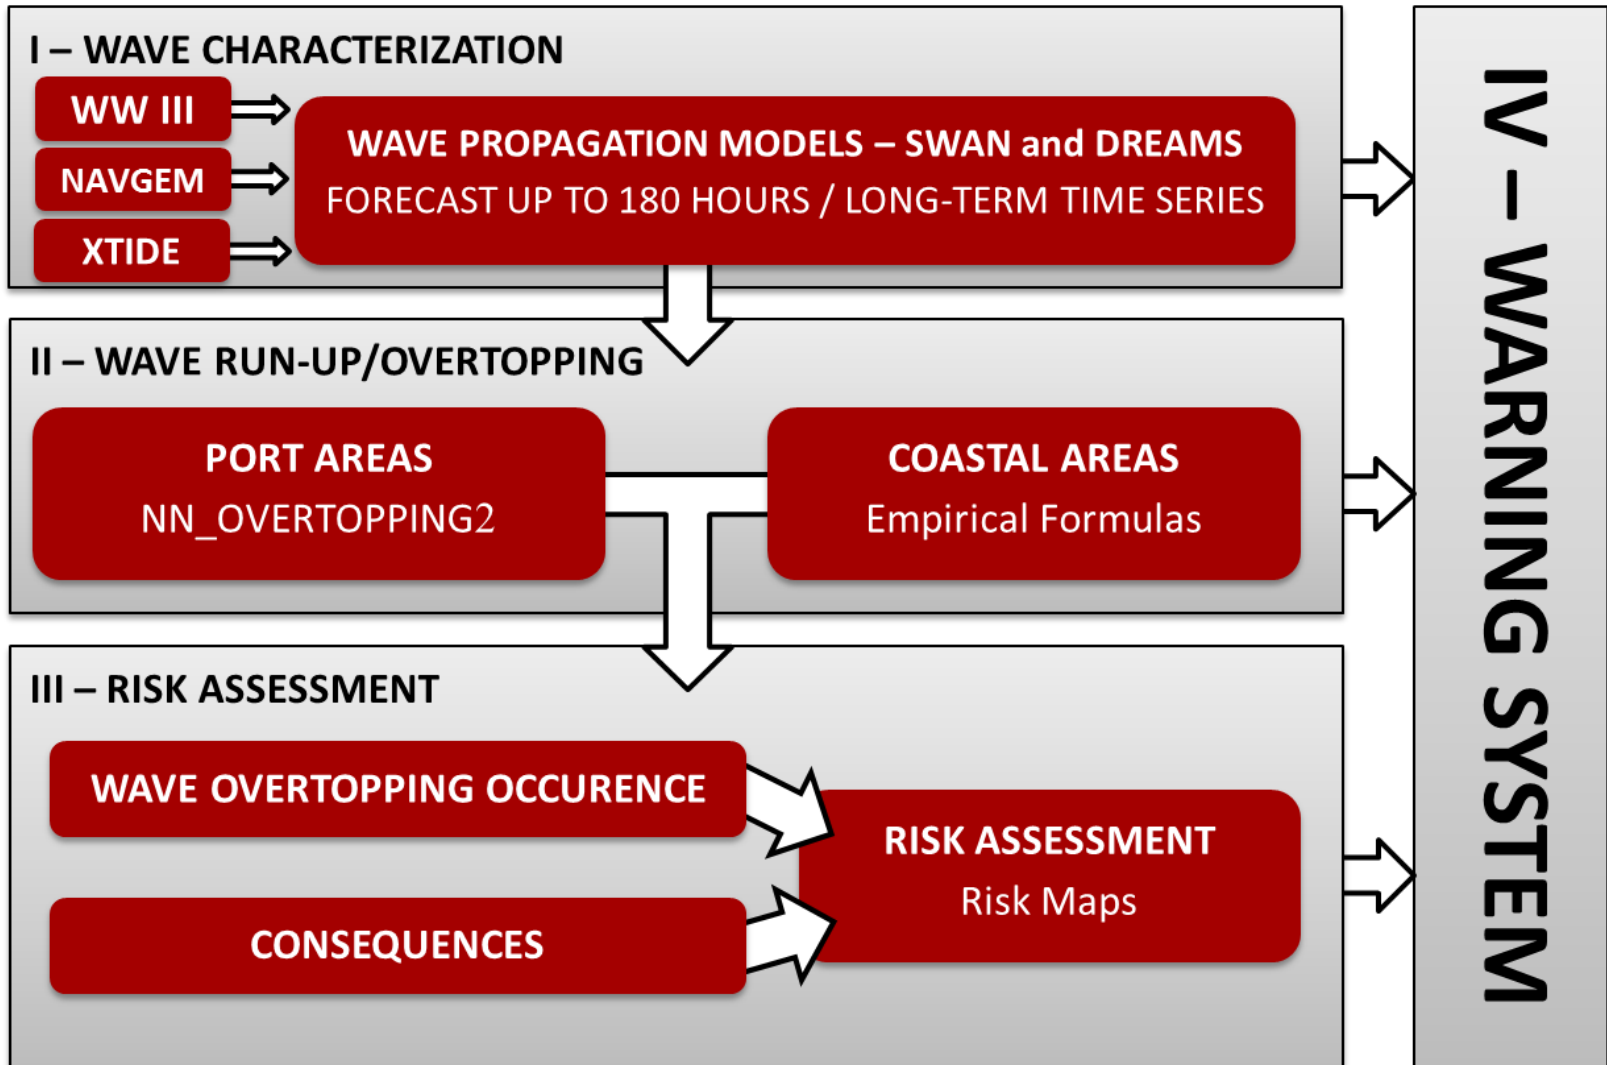 I – WAVE CHARACTERIZATION
WW III
NAVGEM
XTIDE
WAVE PROPAGATION MODELS – SWAN and DREAMS
FORECAST UP TO 180 HOURS / LONG-TERM TIME SERIES
II – WAVE RUN-UP/OVERTOPPING
PORT AREAS
NN_OVERTOPPING2
COASTAL AREAS
Empirical Formulas
III – RISK ASSESSMENT
WAVE OVERTOPPING OCCURENCE
CONSEQUENCES
RISK ASSESSMENT
Risk Maps
IV – WARNING SYSTEM